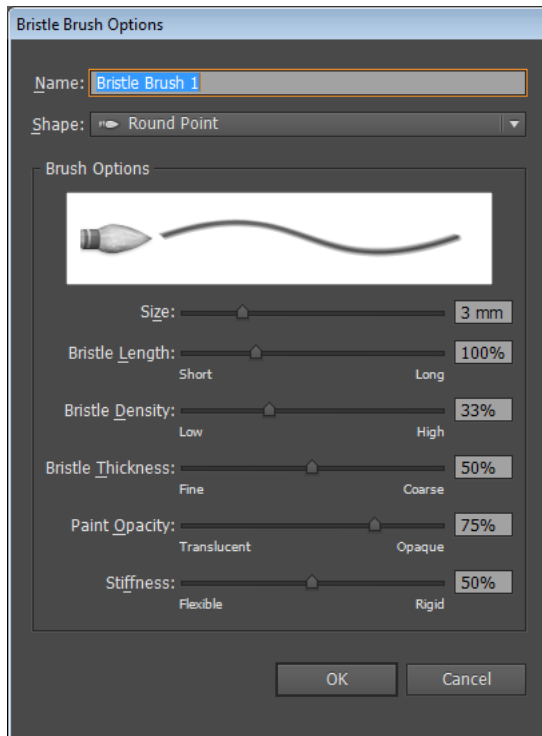 Bristle Brush Options
Name: Bristle Brush 1
Shape: Round Point
Brush Options
Size: 3 mm
Bristle Length: 100%
Short Long
Bristle Density: 33%
Low High
Bristle Thickness: 50%
Fine Coarse
Paint Opacity: 75%
Translucent Opaque
Stiffness: 50%
Flexible Rigid
OK Cancel